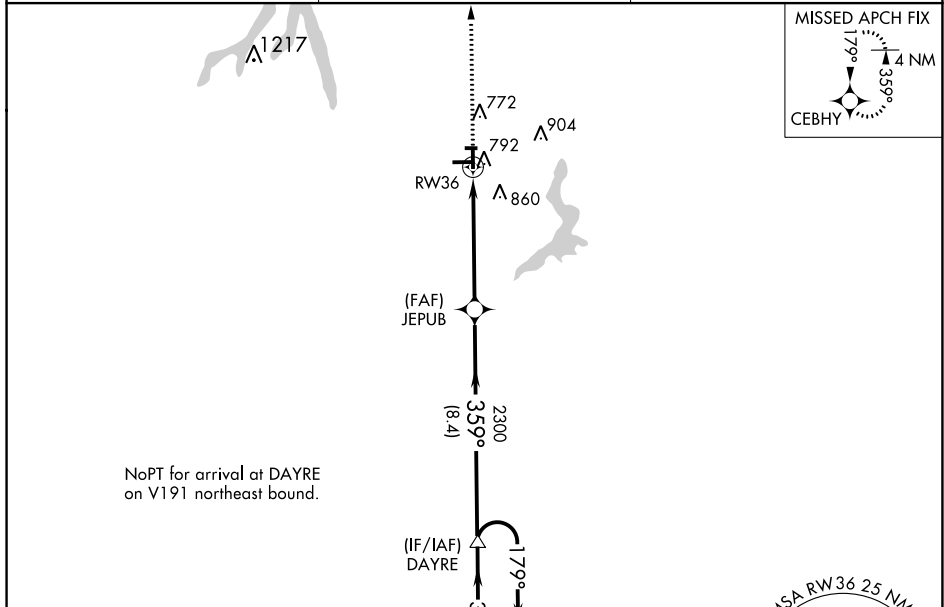 MISSED APCH FIX
179°
4 NM
359°
CEBHY
1217
772
904
792
RW36
860
(FAF)
JEPUB
2300
359°
(8.4)
NoPT for arrival at DAYRE
on V191 northeast bound.
(IF/IAF)
DAYRE
179°
MSA RW36 25 NM